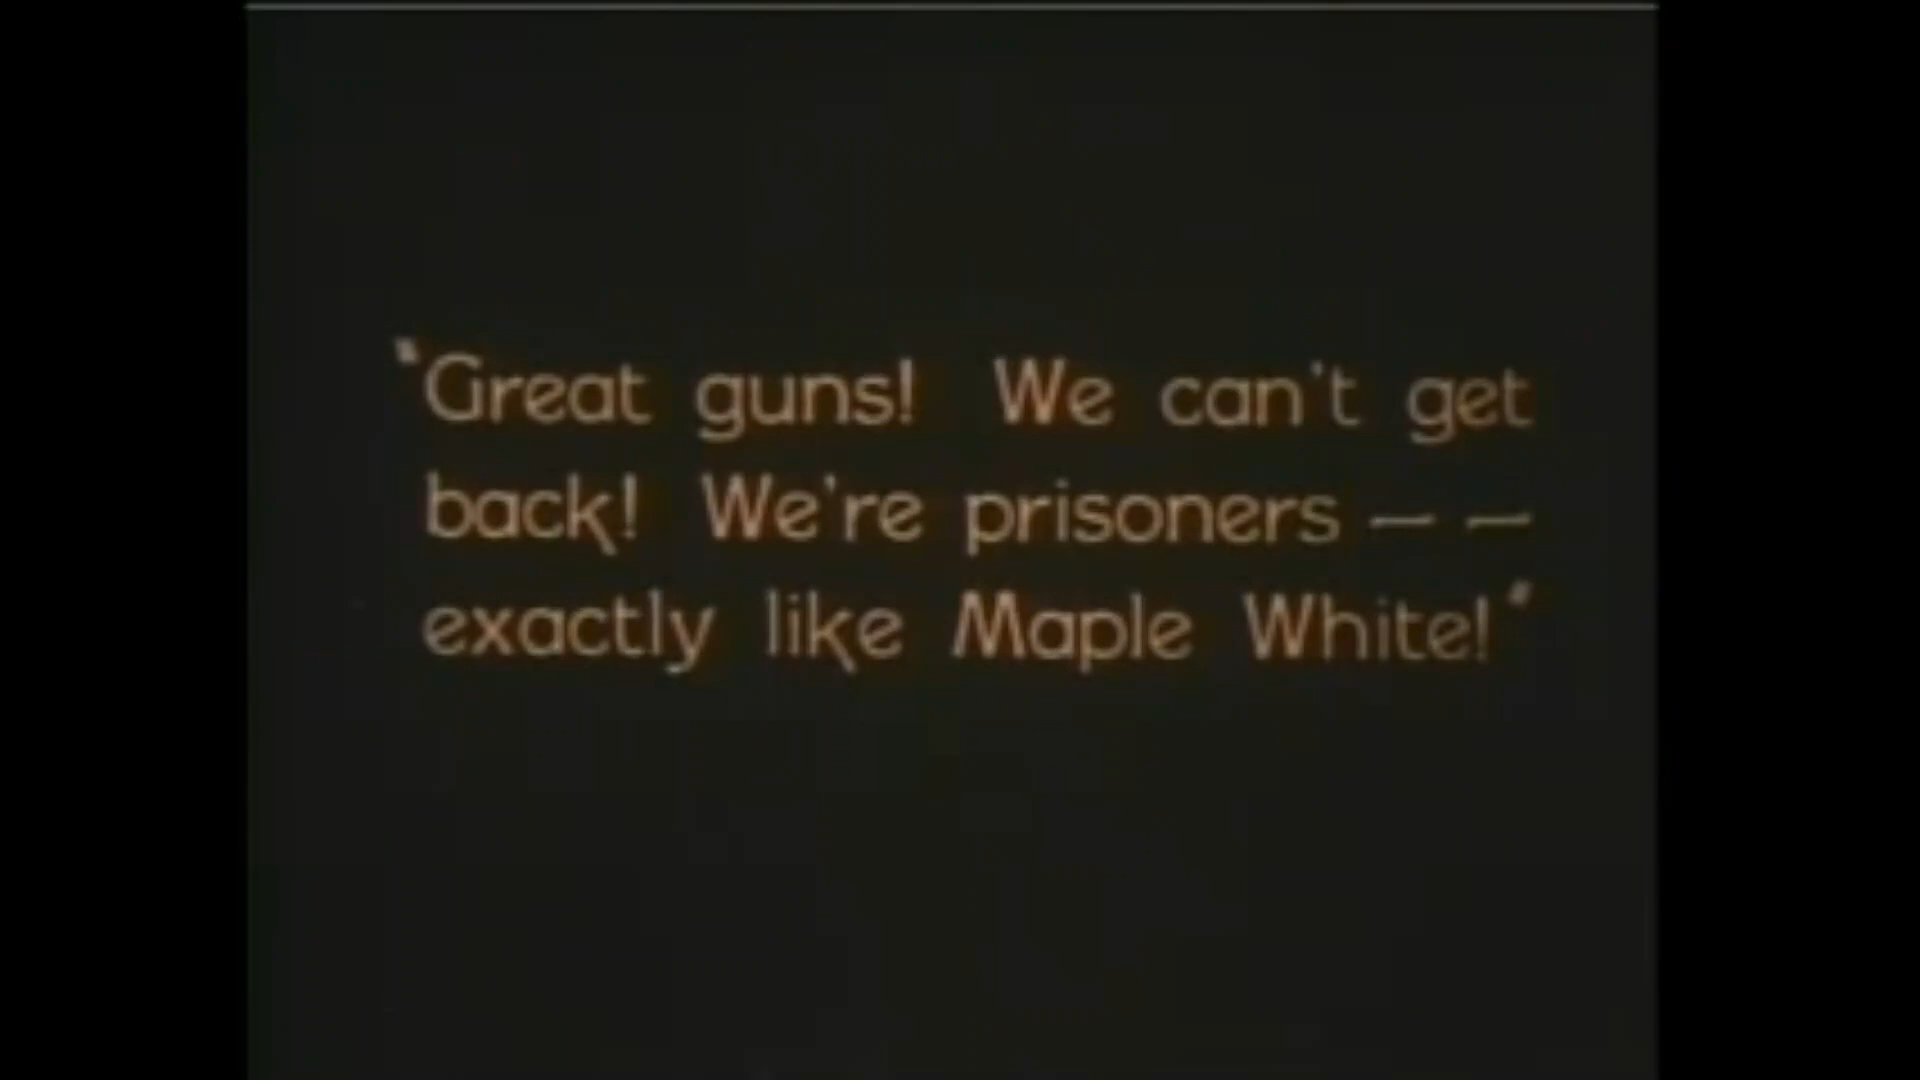 "Great guns! We can't get
back! We're prisoners — —
exactly like Maple White!"